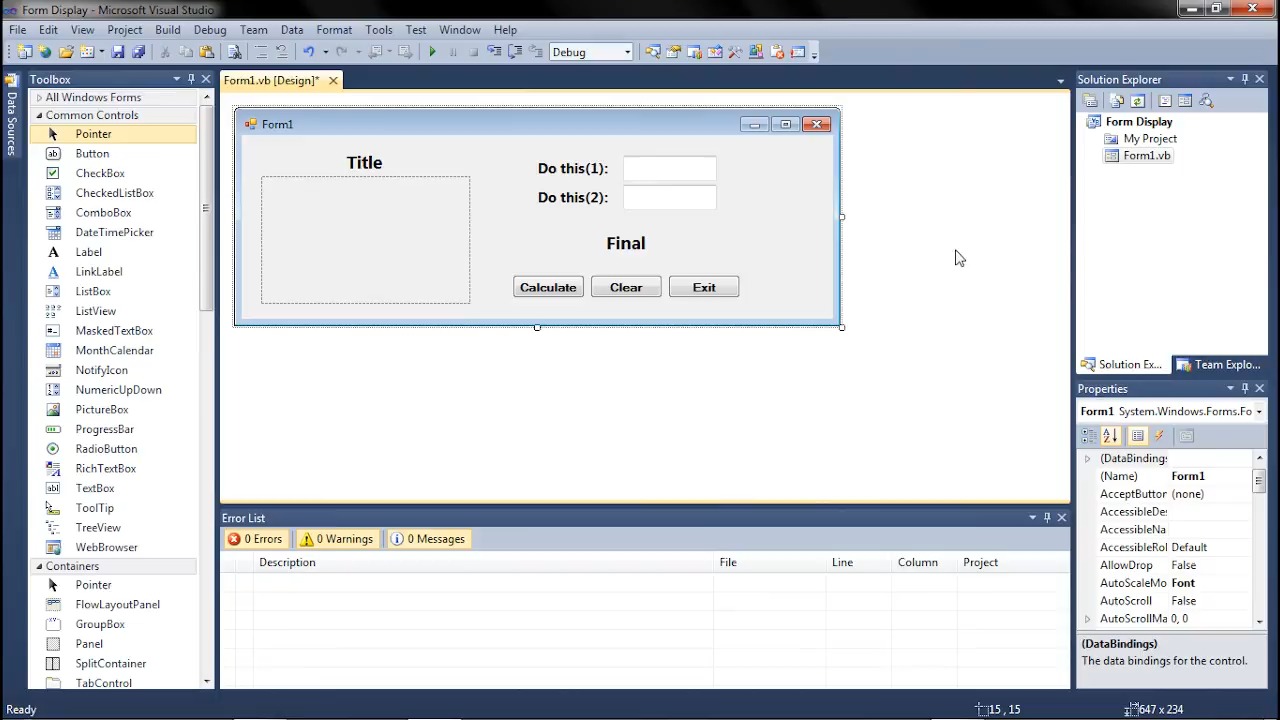 Form Display - Microsoft Visual Studio
File Edit View Project Build Debug Team Data Format Tools Test Window Help
Debug
Data Sources
Toolbox
All Windows Forms
Common Controls
Pointer
Button
CheckBox
CheckedListBox
ComboBox
DateTimePicker
Label
LinkLabel
ListBox
ListView
MaskedTextBox
MonthCalendar
NotifyIcon
NumericUpDown
PictureBox
ProgressBar
RadioButton
RichTextBox
TextBox
ToolTip
TreeView
WebBrowser
Containers
Pointer
FlowLayoutPanel
GroupBox
Panel
SplitContainer
TabControl
Form1.vb [Design]*
Form1
Title
Do this(1):
Do this(2):
Final
Calculate Clear Exit
Error List
0 Errors 0 Warnings 0 Messages
Description File Line Column Project
Solution Explorer
Form Display
My Project
Form1.vb
Solution Ex... Team Explo...
Properties
Form1 System.Windows.Forms.Fo
(DataBindings
(Name) Form1
AcceptButton (none)
AccessibleDes
AccessibleNa
AccessibleRol Default
AllowDrop False
AutoScaleMo Font
AutoScroll False
AutoScrollMa 0, 0
(DataBindings)
The data bindings for the control.
Ready 15 , 15 647 x 234